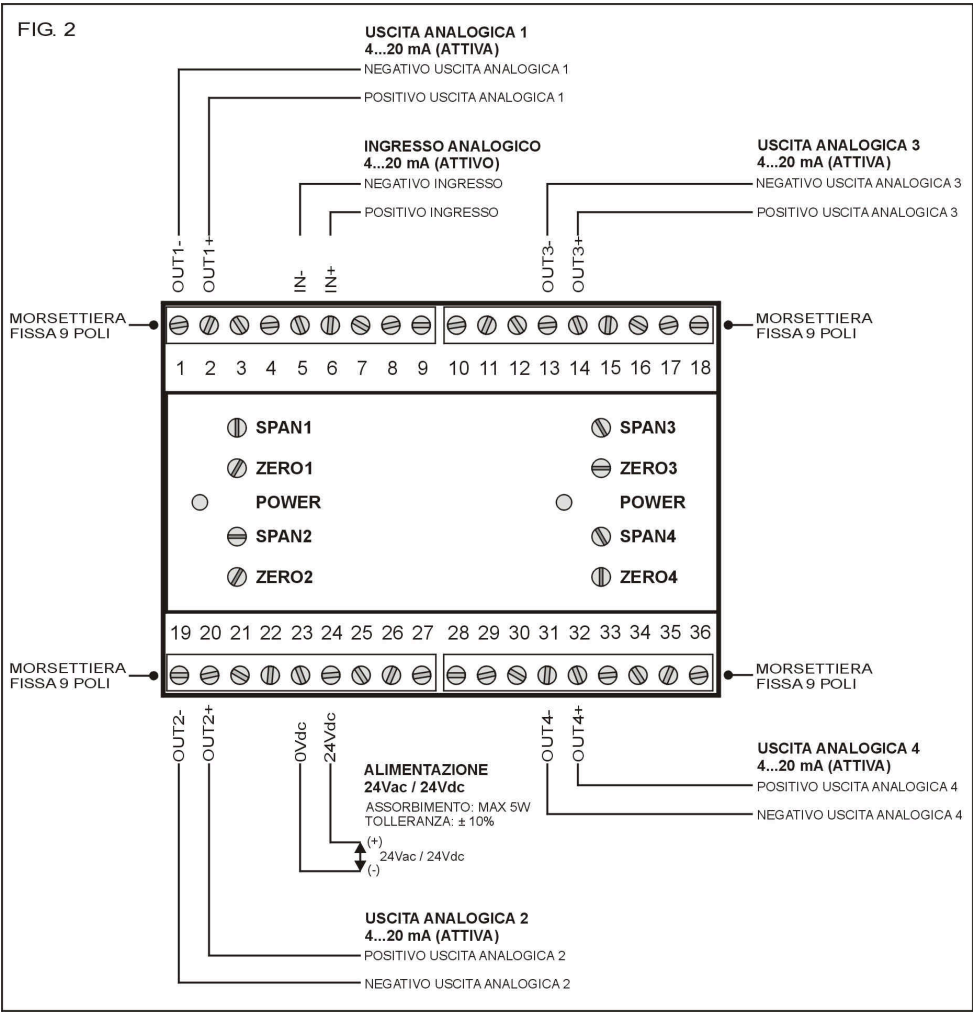 FIG. 2
USCITA ANALOGICA 1
4...20 mA (ATTIVA)
NEGATIVO USCITA ANALOGICA 1
POSITIVO USCITA ANALOGICA 1
INGRESSO ANALOGICO
4...20 mA (ATTIVO)
NEGATIVO INGRESSO
POSITIVO INGRESSO
USCITA ANALOGICA 3
4...20 mA (ATTIVA)
NEGATIVO USCITA ANALOGICA 3
POSITIVO USCITA ANALOGICA 3
OUT1-
OUT1+
IN-
IN+
OUT3-
OUT3+
MORSETTIERA
FISSA 9 POLI
MORSETTIERA
FISSA 9 POLI
1 2 3 4 5 6 7 8 9 10 11 12 13 14 15 16 17 18
SPAN1
ZERO1
POWER
SPAN2
ZERO2
SPAN3
ZERO3
POWER
SPAN4
ZERO4
19 20 21 22 23 24 25 26 27 28 29 30 31 32 33 34 35 36
MORSETTIERA
FISSA 9 POLI
MORSETTIERA
FISSA 9 POLI
OUT2-
OUT2+
0Vdc
24Vdc
OUT4-
OUT4+
ALIMENTAZIONE
24Vac / 24Vdc
ASSORBIMENTO: MAX 5W
TOLLERANZA: ± 10%
(+)
24Vac / 24Vdc
(-)
USCITA ANALOGICA 4
4...20 mA (ATTIVA)
POSITIVO USCITA ANALOGICA 4
NEGATIVO USCITA ANALOGICA 4
USCITA ANALOGICA 2
4...20 mA (ATTIVA)
POSITIVO USCITA ANALOGICA 2
NEGATIVO USCITA ANALOGICA 2